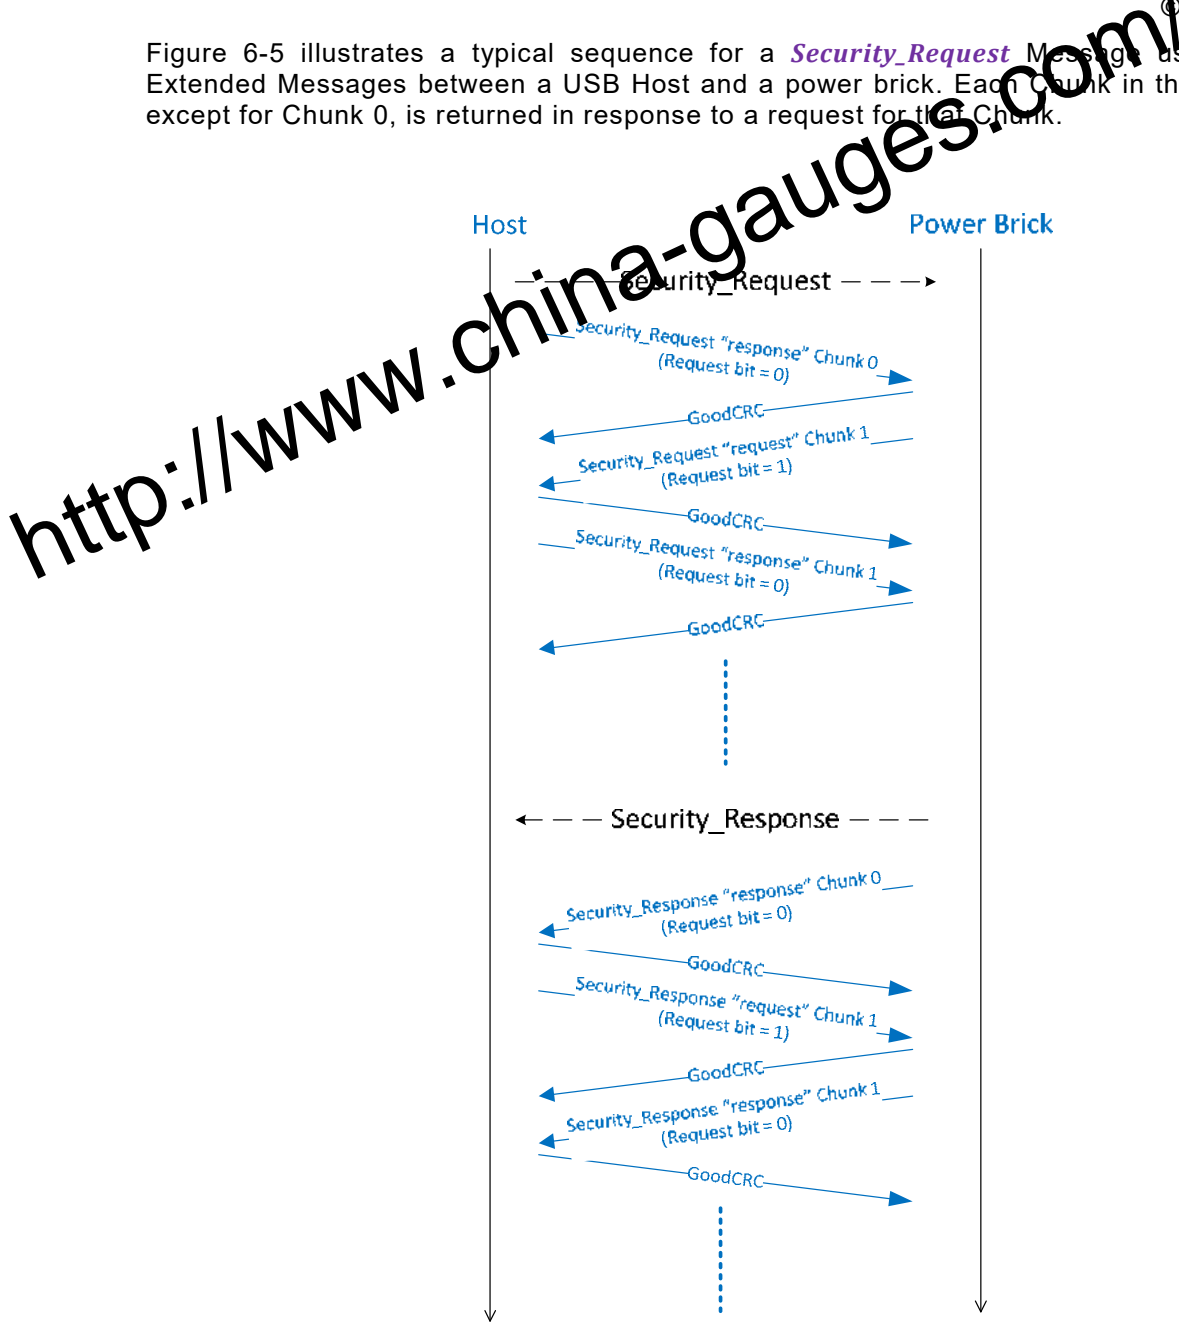 ©
Figure 6-5 illustrates a typical sequence for a Security_Request Message us
Extended Messages between a USB Host and a power brick. Each Chunk in th
except for Chunk 0, is returned in response to a request for that Chunk.
http://www.china-gauges.com/
Host Power Brick
Security_Request
Security_Request “response” Chunk 0
(Request bit = 0)
GoodCRC
Security_Request “request” Chunk 1
(Request bit = 1)
GoodCRC
Security_Request “response” Chunk 1
(Request bit = 0)
GoodCRC
Security_Response
Security_Response “response” Chunk 0
(Request bit = 0)
GoodCRC
Security_Response “request” Chunk 1
(Request bit = 1)
GoodCRC
Security_Response “response” Chunk 1
(Request bit = 0)
GoodCRC